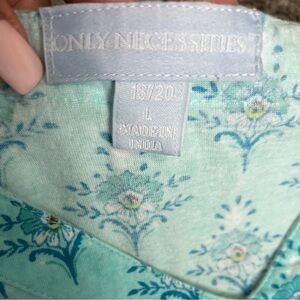 ONLY NECESSITIES
18/20
L
MADE IN
INDIA